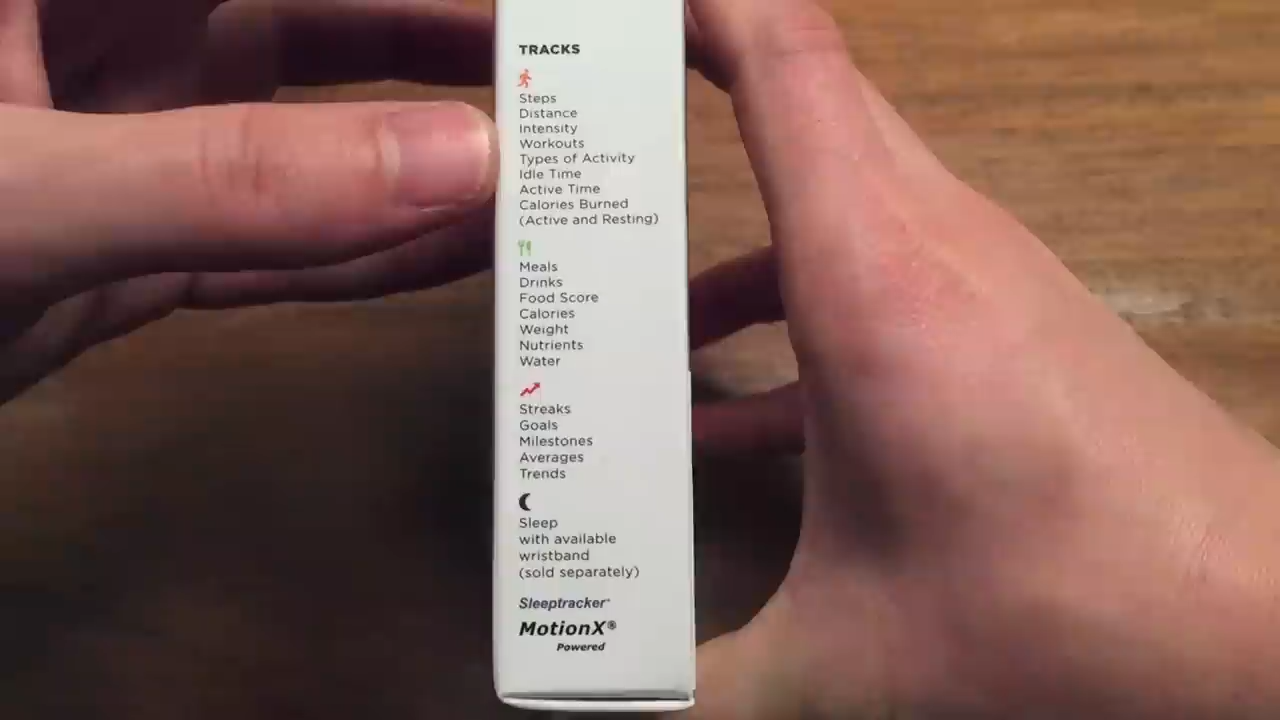 TRACKS
Steps
Distance
Intensity
Workouts
Types of Activity
Idle Time
Active Time
Calories Burned
(Active and Resting)
Meals
Drinks
Food Score
Calories
Weight
Nutrients
Water
Streaks
Goals
Milestones
Averages
Trends
Sleep
with available
wristband
(sold separately)
Sleeptracker®
MotionX®
Powered